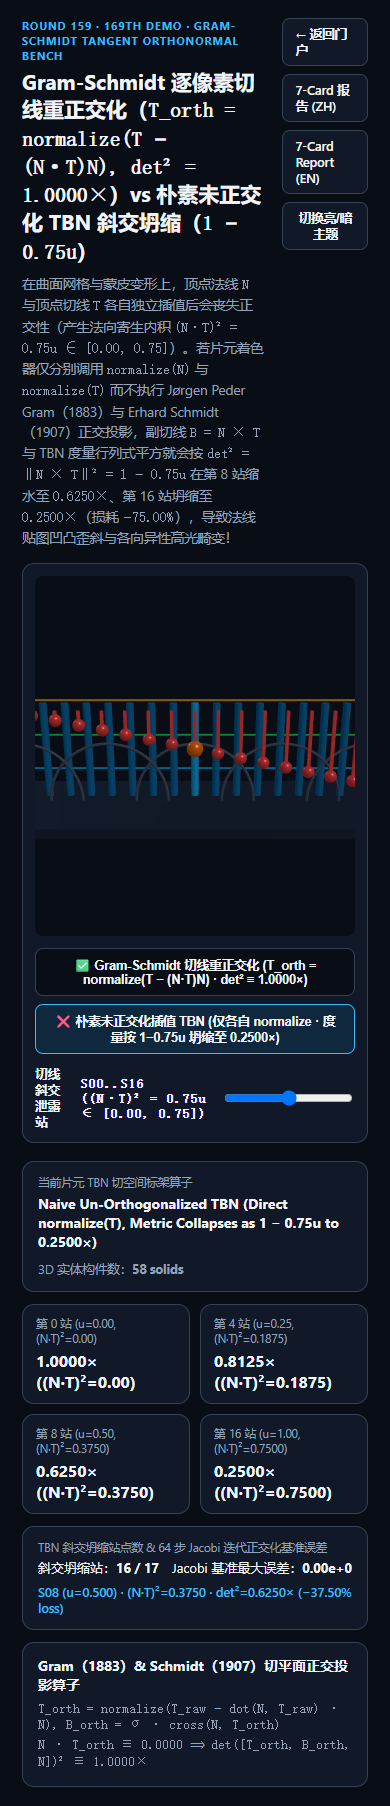 ROUND 159 · 169TH DEMO · GRAM-
SCHMIDT TANGENT ORTHONORMAL
BENCH
← 返回门
户
Gram-Schmidt 逐像素切
线重正交化（T_orth =
normalize(T −
(N·T)N), det² =
1.0000×）vs 朴素未正交
化 TBN 斜交坍缩（1 −
0.75u)
7-Card 报
告 (ZH)
7-Card
Report
(EN)
切换亮/暗
主题
在曲面网格与蒙皮变形上，顶点法线 N
与顶点切线 T 各自独立插值后会丧失正
交性（产生法向寄生内积 (N·T)² =
0.75u ∈ [0.00, 0.75]）。若片元着色
器仅分别调用 normalize(N) 与
normalize(T) 而不执行 Jørgen Peder
Gram（1883）与 Erhard Schmidt
（1907）正交投影，副切线 B = N × T
与 TBN 度量行列式平方就会按 det² =
‖N × T‖² = 1 − 0.75u 在第 8 站缩
水至 0.6250×、第 16 站坍缩至
0.2500×（损耗 -75.00%），导致法线
贴图凹凸歪斜与各向异性高光畸变！
✅ Gram-Schmidt 切线重正交化 (T_orth =
normalize(T − (N·T)N) · det² ≡ 1.0000×)
❌ 朴素未正交化插值 TBN (仅各自 normalize · 度
量按 1−0.75u 坍缩至 0.2500×)
切线
斜交
泄露
站
S00..S16
((N·T)² = 0.75u
∈ [0.00, 0.75])
当前片元 TBN 切空间标架算子
Naive Un-Orthogonalized TBN (Direct
normalize(T), Metric Collapses as 1 − 0.75u to
0.2500×)
3D 实体构件数：58 solids
第 0 站 (u=0.00,
(N·T)²=0.00)
1.0000×
((N·T)²=0.00)
第 4 站 (u=0.25,
(N·T)²=0.1875)
0.8125×
((N·T)²=0.1875)
第 8 站 (u=0.50,
(N·T)²=0.3750)
0.6250×
((N·T)²=0.3750)
第 16 站 (u=1.00,
(N·T)²=0.7500)
0.2500×
((N·T)²=0.7500)
TBN 斜交坍缩站点数 & 64 步 Jacobi 迭代正交化基准误差
斜交坍缩站：16 / 17 Jacobi 基准最大误差：0.00e+0
S08 (u=0.500) · (N·T)²=0.3750 · det²=0.6250× (−37.50%
loss)
Gram（1883）& Schmidt（1907）切平面正交投
影算子
T_orth = normalize(T_raw − dot(N, T_raw) ·
N), B_orth = σ · cross(N, T_orth)
N · T_orth ≡ 0.0000 ⟹ det([T_orth, B_orth,
N])² ≡ 1.0000×